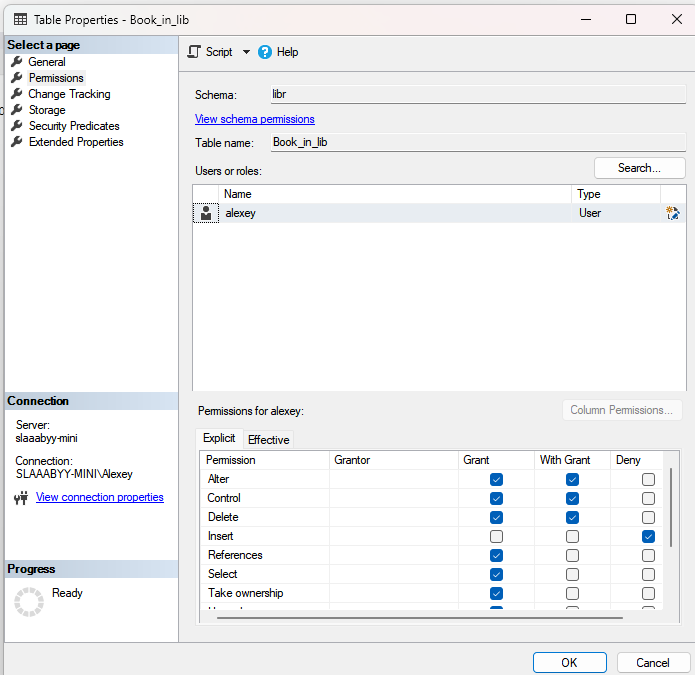 Table Properties - Book_in_lib
Select a page
General
Permissions
Change Tracking
Storage
Security Predicates
Extended Properties
Connection
Server:
slaaabyy-mini
Connection:
SLAAABYY-MINI\Alexey
View connection properties
Progress
Ready
Script
Help
Schema: libr
View schema permissions
Table name: Book_in_lib
Users or roles:
Search...
Name Type
alexey User
Permissions for alexey:
Column Permissions...
Explicit Effective
Permission Grantor Grant With Grant Deny
Alter
Control
Delete
Insert
References
Select
Take ownership
OK Cancel